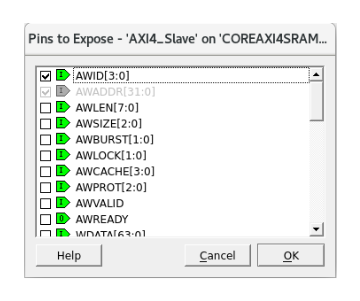 Pins to Expose - 'AXI4_Slave' on 'COREAXI4SRAM...
I AWID[3:0]
I AWADDR[31:0]
I AWLEN[7:0]
I AWSIZE[2:0]
I AWBURST[1:0]
I AWLOCK[1:0]
I AWCACHE[3:0]
I AWPROT[2:0]
I AWVALID
O AWREADY
I WDATA[63:0]
Help Cancel OK